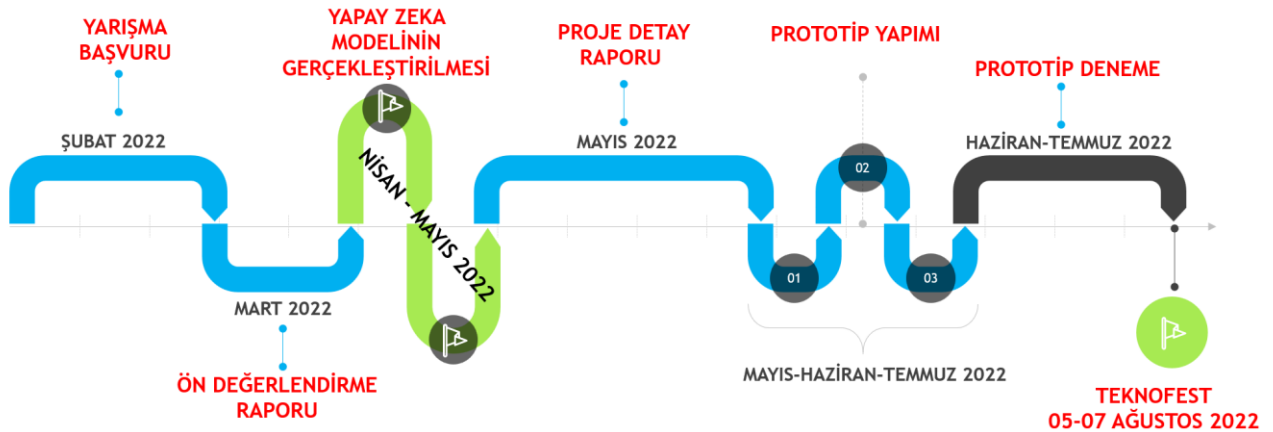 YARIŞMA
BAŞVURU
ŞUBAT 2022
MART 2022
ÖN DEĞERLENDİRME
RAPORU
YAPAY ZEKA
MODELİNİN
GERÇEKLEŞTİRİLMESİ
NİSAN - MAYIS 2022
PROJE DETAY
RAPORU
MAYIS 2022
PROTOTİP YAPIMI
01
02
03
MAYIS-HAZİRAN-TEMMUZ 2022
PROTOTİP DENEME
HAZİRAN-TEMMUZ 2022
TEKNOFEST
05-07 AĞUSTOS 2022